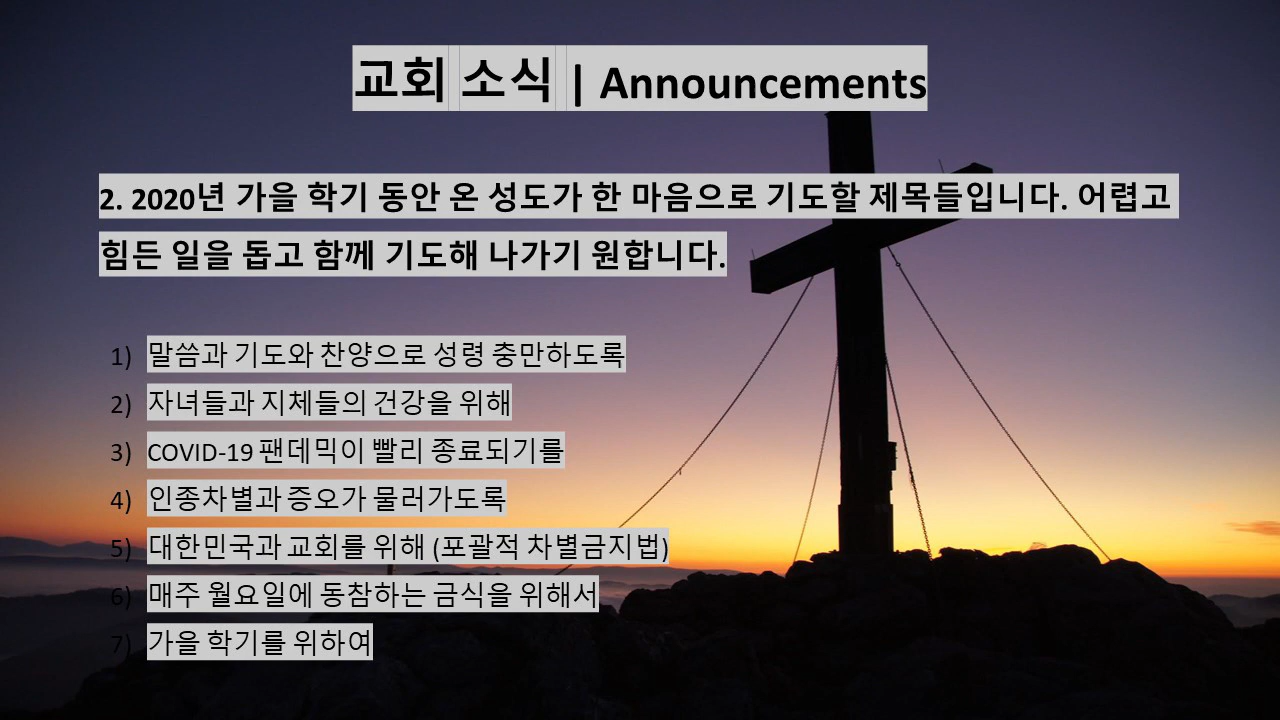 교회 소식 | Announcements
2. 2020년 가을 학기 동안 온 성도가 한 마음으로 기도할 제목들입니다. 어렵고
힘든 일을 돕고 함께 기도해 나가기 원합니다.
1) 말씀과 기도와 찬양으로 성령 충만하도록
2) 자녀들과 지체들의 건강을 위해
3) COVID-19 팬데믹이 빨리 종료되기를
4) 인종차별과 증오가 물러가도록
5) 대한민국과 교회를 위해 (포괄적 차별금지법)
6) 매주 월요일에 동참하는 금식을 위해서
7) 가을 학기를 위하여